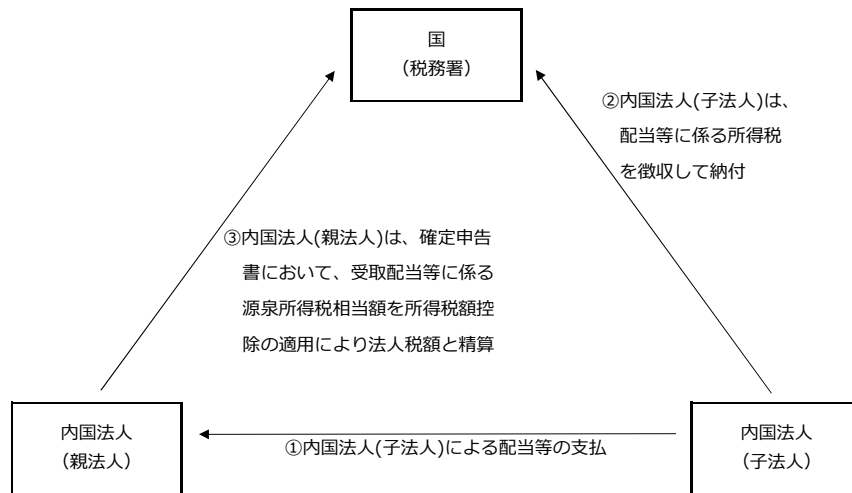 国
（税務署）
②内国法人(子法人)は、
配当等に係る所得税
を徴収して納付
③内国法人(親法人)は、確定申告
書において、受取配当等に係る
源泉所得税相当額を所得税額控
除の適用により法人税額と精算
内国法人
（親法人）
①内国法人(子法人)による配当等の支払
内国法人
（子法人）